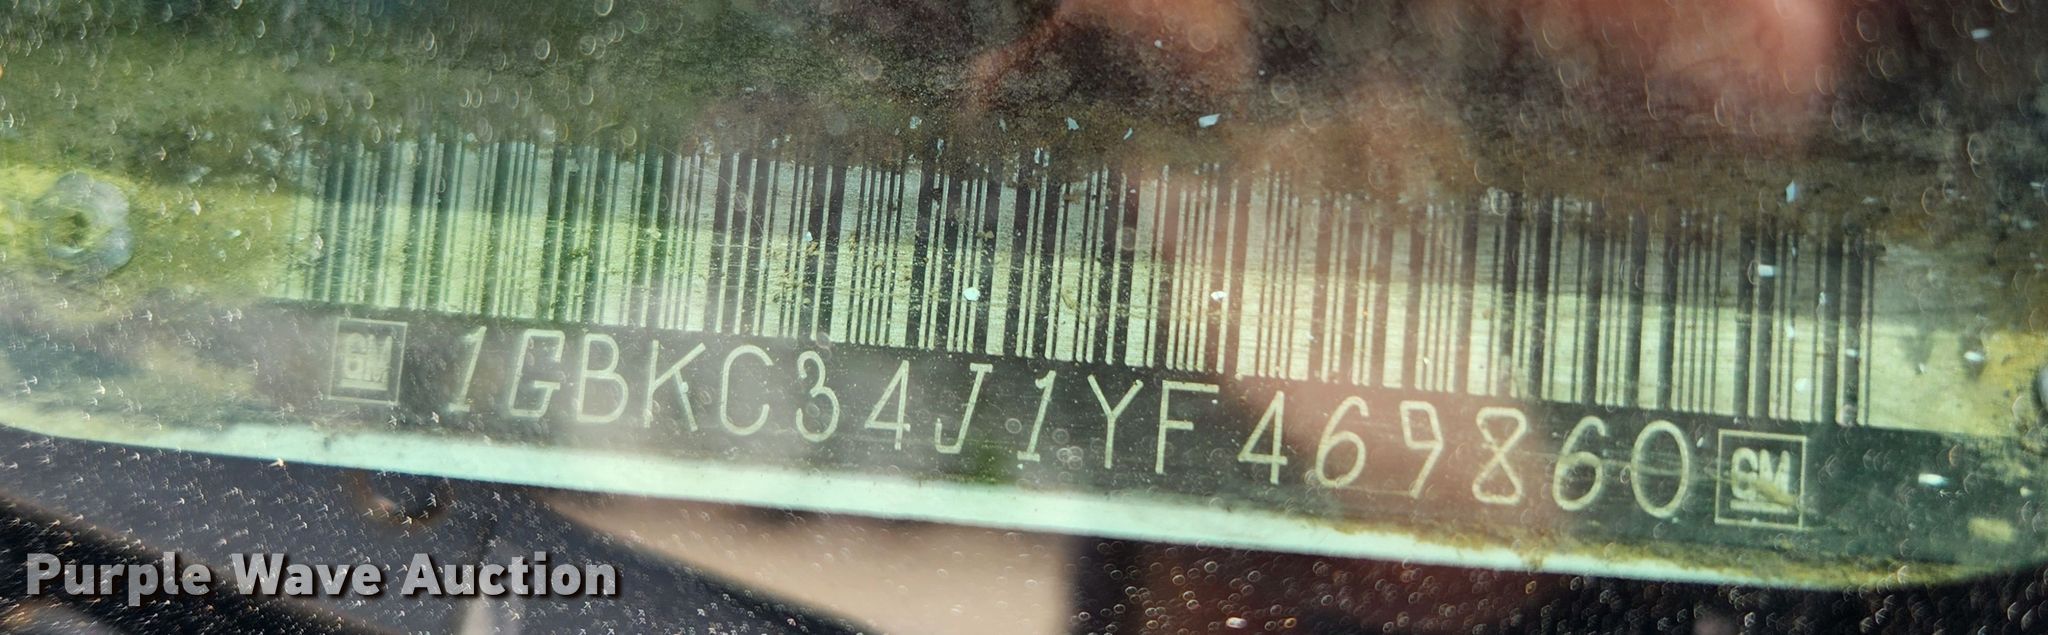 GM 1GBKC34J1YF469860 GM
Purple Wave Auction